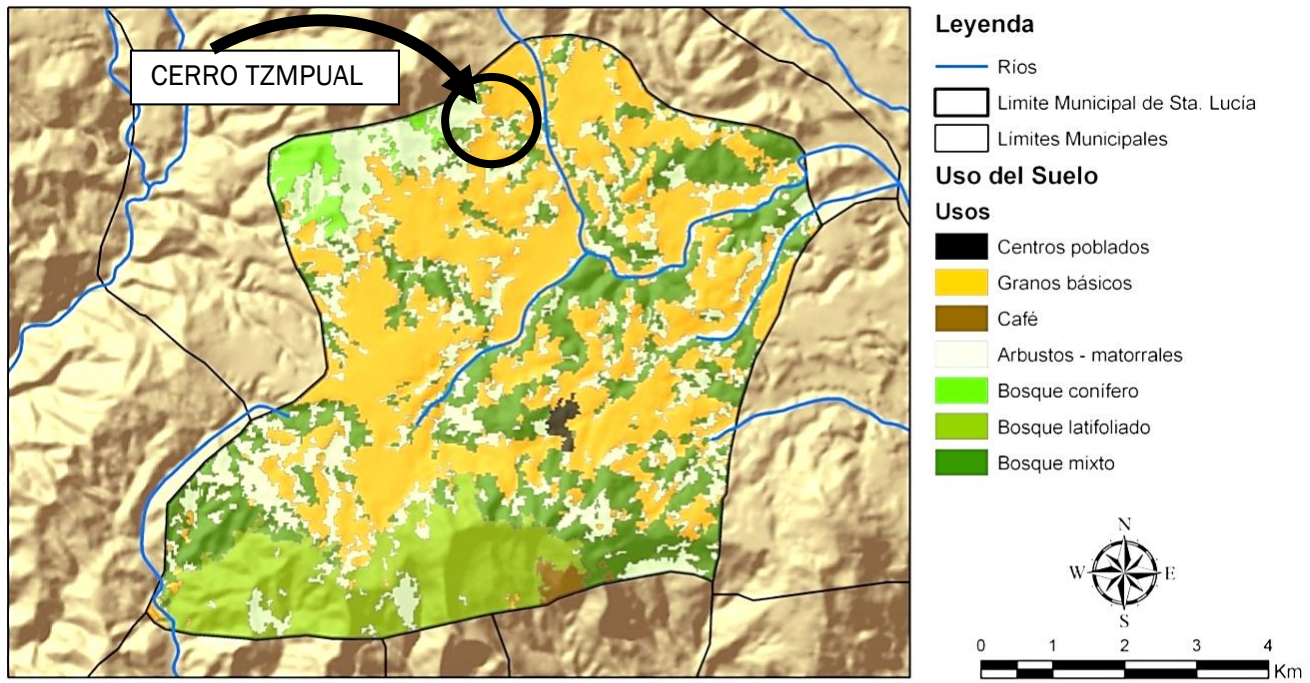 CERRO TZMPUAL
Leyenda
Ríos
Limite Municipal de Sta. Lucía
Límites Municipales
Uso del Suelo
Usos
Centros poblados
Granos básicos
Café
Arbustos - matorrales
Bosque conífero
Bosque latifoliado
Bosque mixto
N
W E
S
0 1 2 3 4
Km